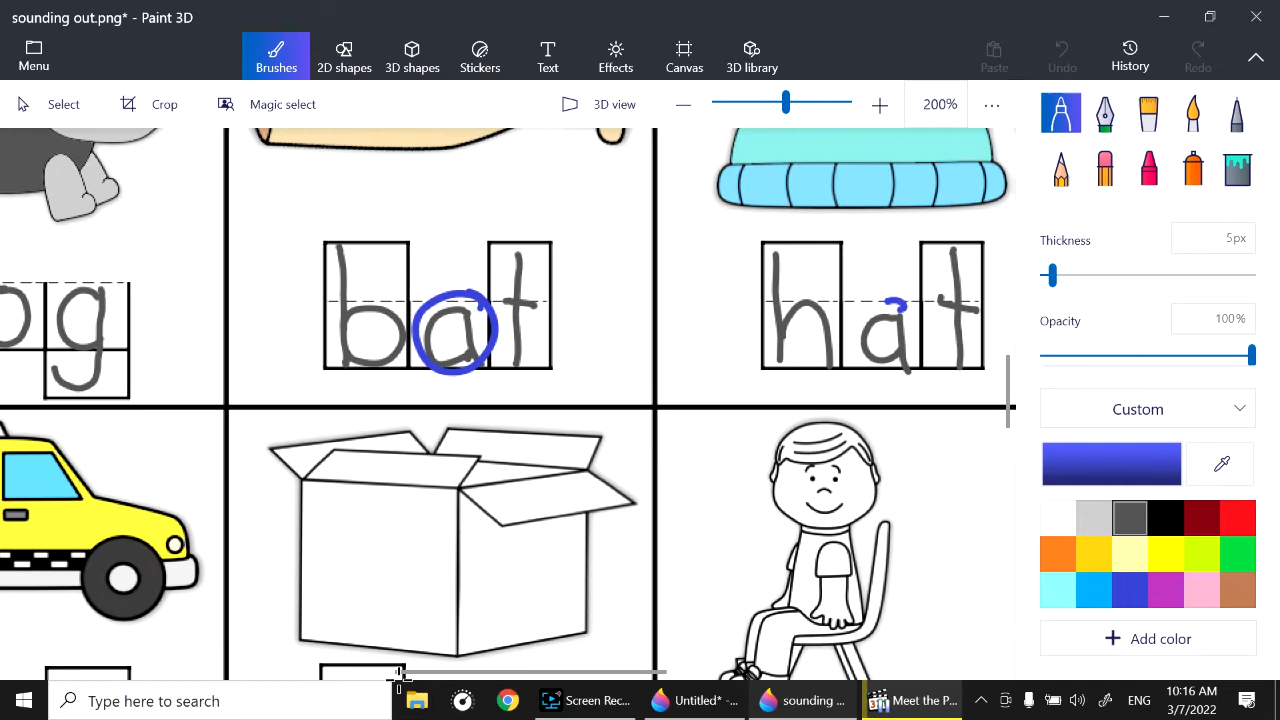 sounding out.png* - Paint 3D
Menu
Brushes
2D shapes
3D shapes
Stickers
Text
Effects
Canvas
3D library
Paste
Undo
History
Redo
Select
Crop
Magic select
3D view
200%
Thickness
5px
Opacity
100%
Custom
Add color
g
bat
hat
Type here to search
Screen Rec...
Untitled* -...
sounding ...
Meet the P...
ENG
10:16 AM
3/7/2022